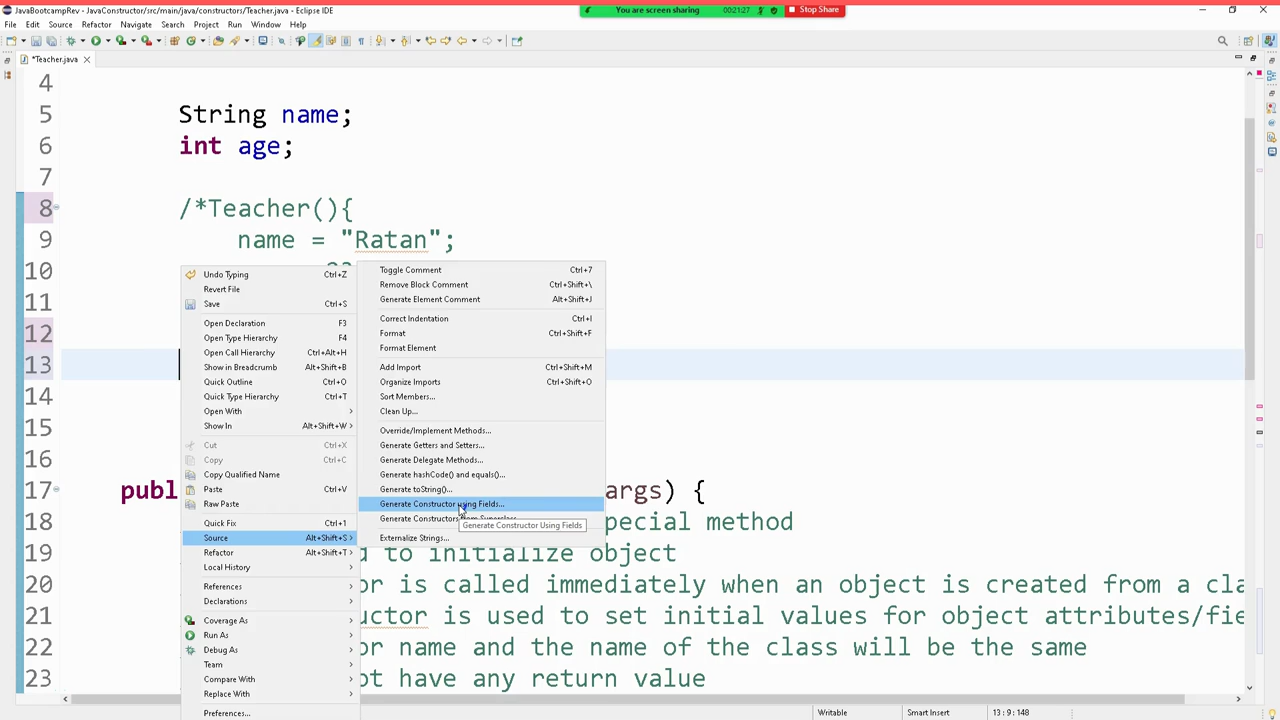 JavaBootcampRev - JavaConstructor/src/main/java/constructors/Teacher.java - Eclipse IDE
You are screen sharing
00:21:27
Stop Share
File Edit Source Refactor Navigate Search Project Run Window Help
*Teacher.java
4
5 String name;
6 int age;
7
8 /*Teacher(){
9 name = "Ratan";
10
11
12
13
14
15
16
17 publ args) {
18 pecial method
19 d to initialize object
20 or is called immediately when an object is created from a cla
21 uctor is used to set initial values for object attributes/fie
22 or name and the name of the class will be the same
23 ot have any return value
Undo Typing Ctrl+Z
Revert File
Save Ctrl+S
Open Declaration F3
Open Type Hierarchy F4
Open Call Hierarchy Ctrl+Alt+H
Show in Breadcrumb Alt+Shift+B
Quick Outline Ctrl+O
Quick Type Hierarchy Ctrl+T
Open With
Show In Alt+Shift+W
Cut Ctrl+X
Copy Ctrl+C
Copy Qualified Name
Paste Ctrl+V
Raw Paste
Quick Fix Ctrl+1
Source Alt+Shift+S
Refactor Alt+Shift+T
Local History
References
Declarations
Coverage As
Run As
Debug As
Team
Compare With
Replace With
Preferences...
Toggle Comment Ctrl+7
Remove Block Comment Ctrl+Shift+\
Generate Element Comment Alt+Shift+J
Correct Indentation Ctrl+I
Format Ctrl+Shift+F
Format Element
Add Import Ctrl+Shift+M
Organize Imports Ctrl+Shift+O
Sort Members...
Clean Up...
Override/Implement Methods...
Generate Getters and Setters...
Generate Delegate Methods...
Generate hashCode() and equals()...
Generate toString()...
Generate Constructor using Fields...
Generate Constructors from Superclass...
Generate Constructor Using Fields
Externalize Strings...
Writable Smart Insert 13 : 9 : 148